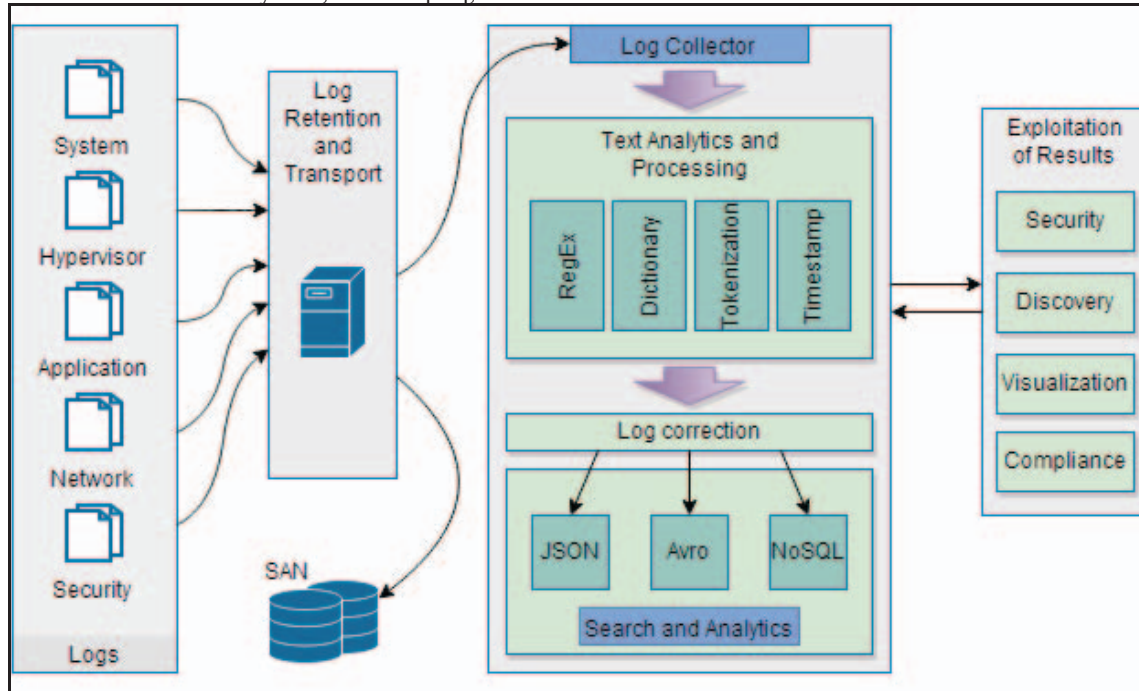 System
Hypervisor
Application
Network
Security
Logs
Log
Retention
and
Transport
SAN
Log Collector
Text Analytics and
Processing
RegEx
Dictionary
Tokenization
Timestamp
Log correction
JSON
Avro
NoSQL
Search and Analytics
Exploitation
of Results
Security
Discovery
Visualization
Compliance